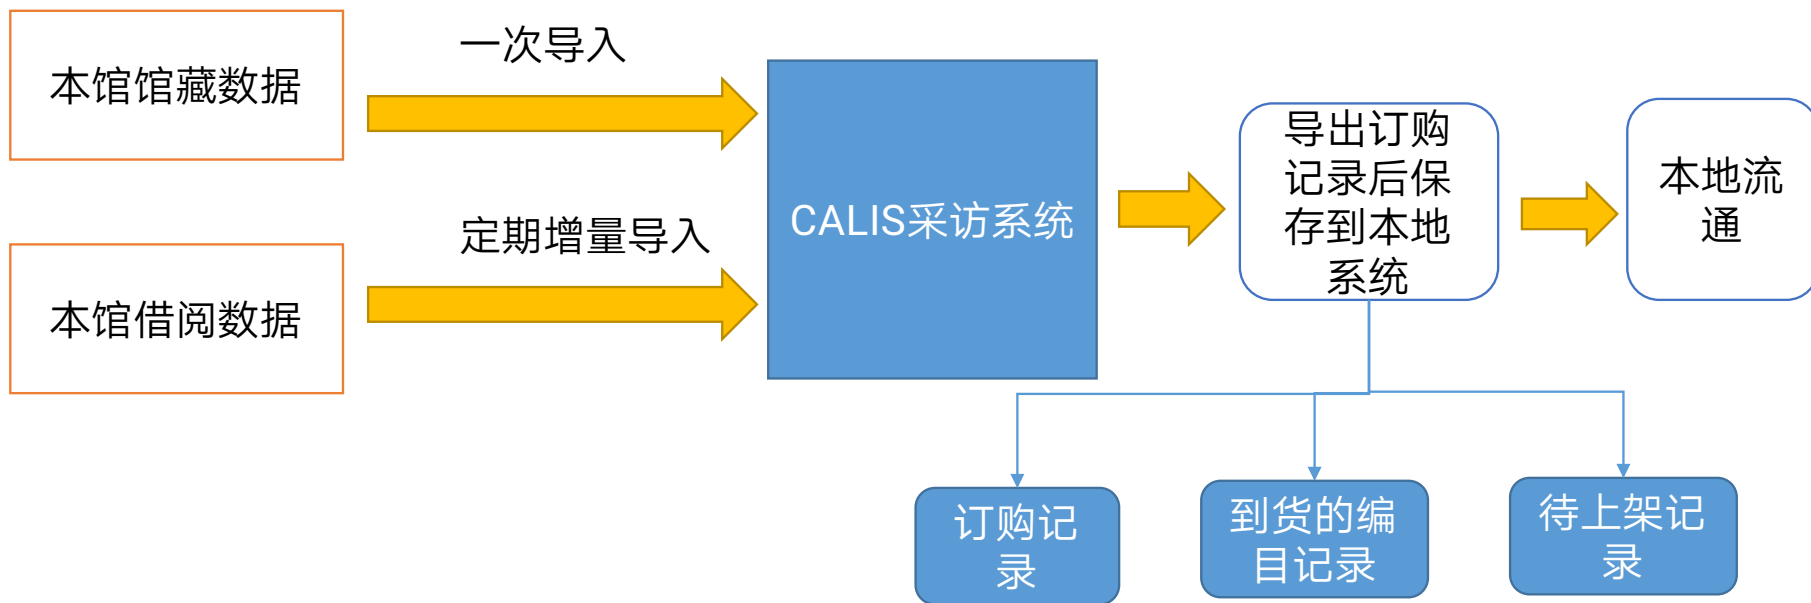 一次导入
本馆馆藏数据
定期增量导入
本馆借阅数据
CALIS采访系统
导出订购
记录后保
存到本地
系统
本地流
通
订购记
录
到货的编
目记录
待上架记
录